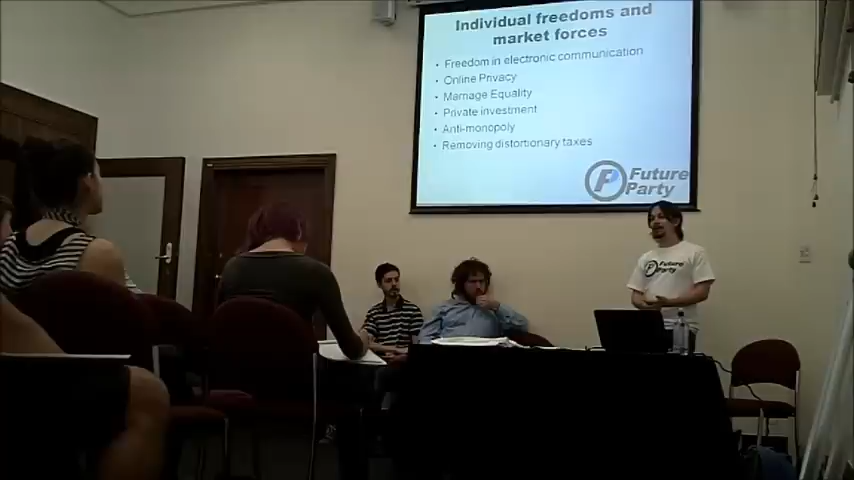 Individual freedoms and
market forces
• Freedom in electronic communication
• Online Privacy
• Marriage Equality
• Private investment
• Anti-monopoly
• Removing distortionary taxes
F Future
Party
Future
Party